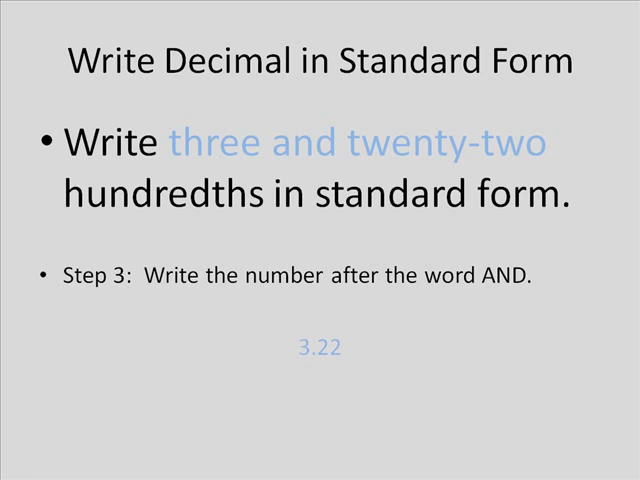 Write Decimal in Standard Form
• Write three and twenty-two
hundredths in standard form.
• Step 3:  Write the number after the word AND.
3.22